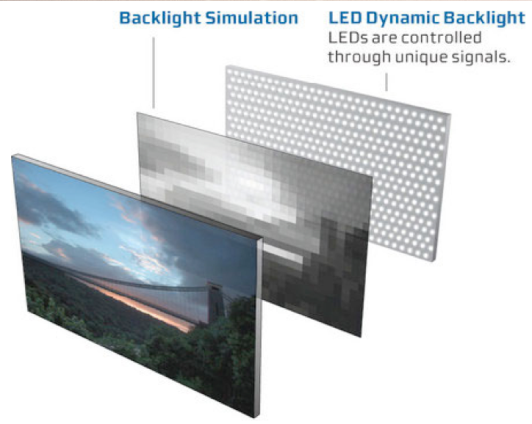 Backlight Simulation
LED Dynamic Backlight
LEDs are controlled
through unique signals.